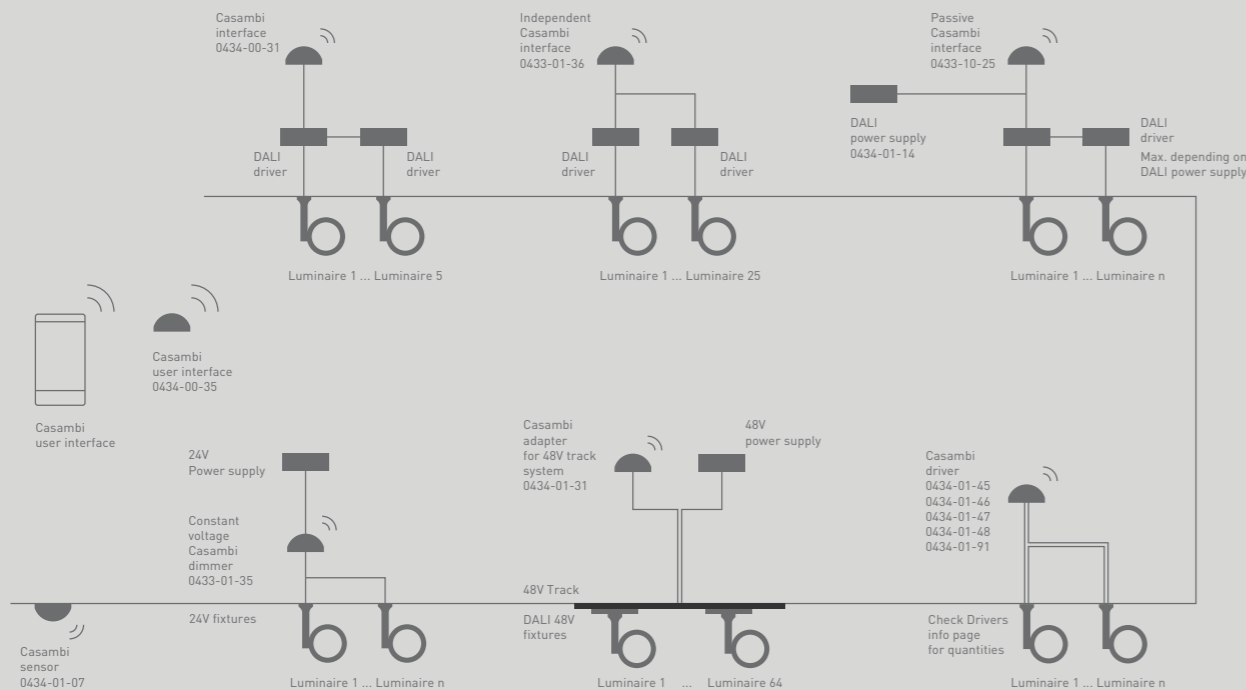 Casambi
interface
0434-00-31
DALI
driver
DALI
driver
Luminaire 1 ... Luminaire 5
Independent
Casambi
interface
0433-01-36
DALI
driver
DALI
driver
Luminaire 1 ... Luminaire 25
Passive
Casambi
interface
0433-10-25
DALI
power supply
0434-01-14
DALI
driver
Max. depending on
DALI power supply
Luminaire 1 ... Luminaire n
Casambi
user interface
Casambi
user interface
0434-00-35
24V
Power supply
Constant
voltage
Casambi
dimmer
0433-01-35
24V fixtures
Luminaire 1 ... Luminaire n
Casambi
sensor
0434-01-07
Casambi
adapter
for 48V track
system
0434-01-31
48V
power supply
48V Track
DALI 48V
fixtures
Luminaire 1 ... Luminaire 64
Casambi
driver
0434-01-45
0434-01-46
0434-01-47
0434-01-48
0434-01-91
Check Drivers
info page
for quantities
Luminaire 1 ... Luminaire n